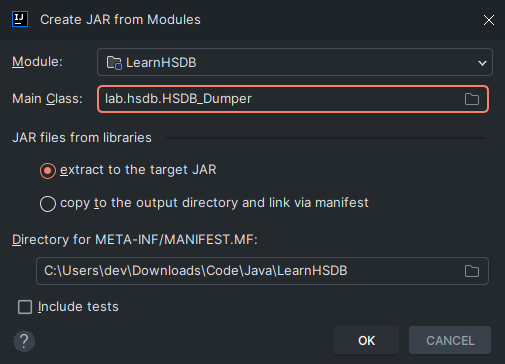 IJ Create JAR from Modules
Module: LearnHSDB
Main Class: lab.hsdb.HSDB_Dumper
JAR files from libraries
extract to the target JAR
copy to the output directory and link via manifest
Directory for META-INF/MANIFEST.MF:
C:\Users\dev\Downloads\Code\Java\LearnHSDB
Include tests
? OK CANCEL